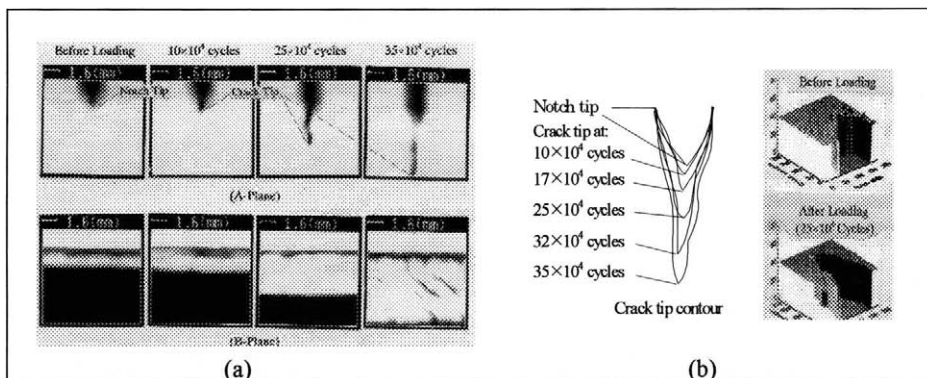 Before Loading 10×10⁴ cycles 25×10⁴ cycles 35×10⁴ cycles
1.6(mm) 1.6(mm) 1.6(mm) 1.6(mm)
Notch Tip Crack Tip
(A-Plane)
1.6(mm) 1.6(mm) 1.6(mm) 1.6(mm)
(B-Plane)
(a)
Notch tip
Crack tip at:
10×10⁴ cycles
17×10⁴ cycles
25×10⁴ cycles
32×10⁴ cycles
35×10⁴ cycles
Crack tip contour
Before Loading
After Loading
(25×10⁴ Cycles)
(b)